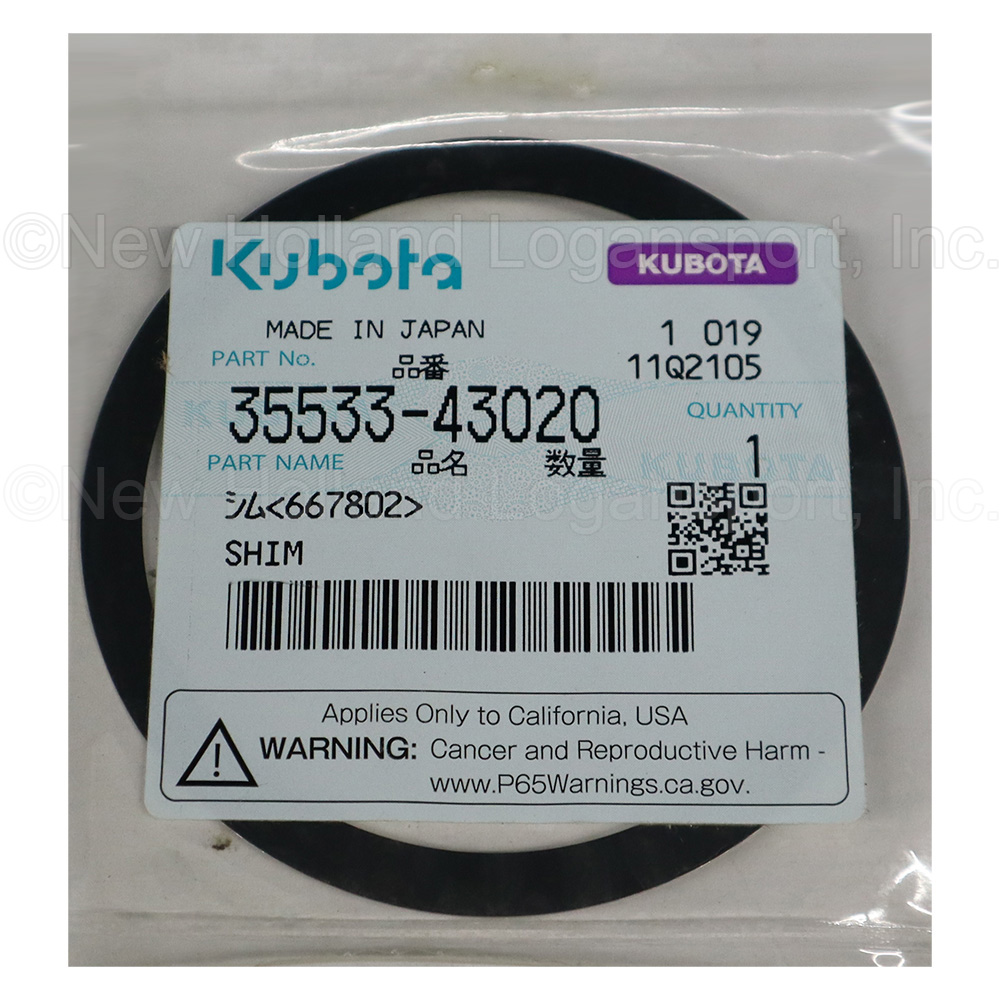 ©New Holland Logansport, Inc.
Kubota KUBOTA
MADE IN JAPAN 1 019
PART No. 品番 11Q2105
35533-43020 QUANTITY
PART NAME 品名 数量 1
©New Holland Logansport, Inc.
シム<667802>
SHIM
Applies Only to California, USA
WARNING: Cancer and Reproductive Harm -
www.P65Warnings.ca.gov.